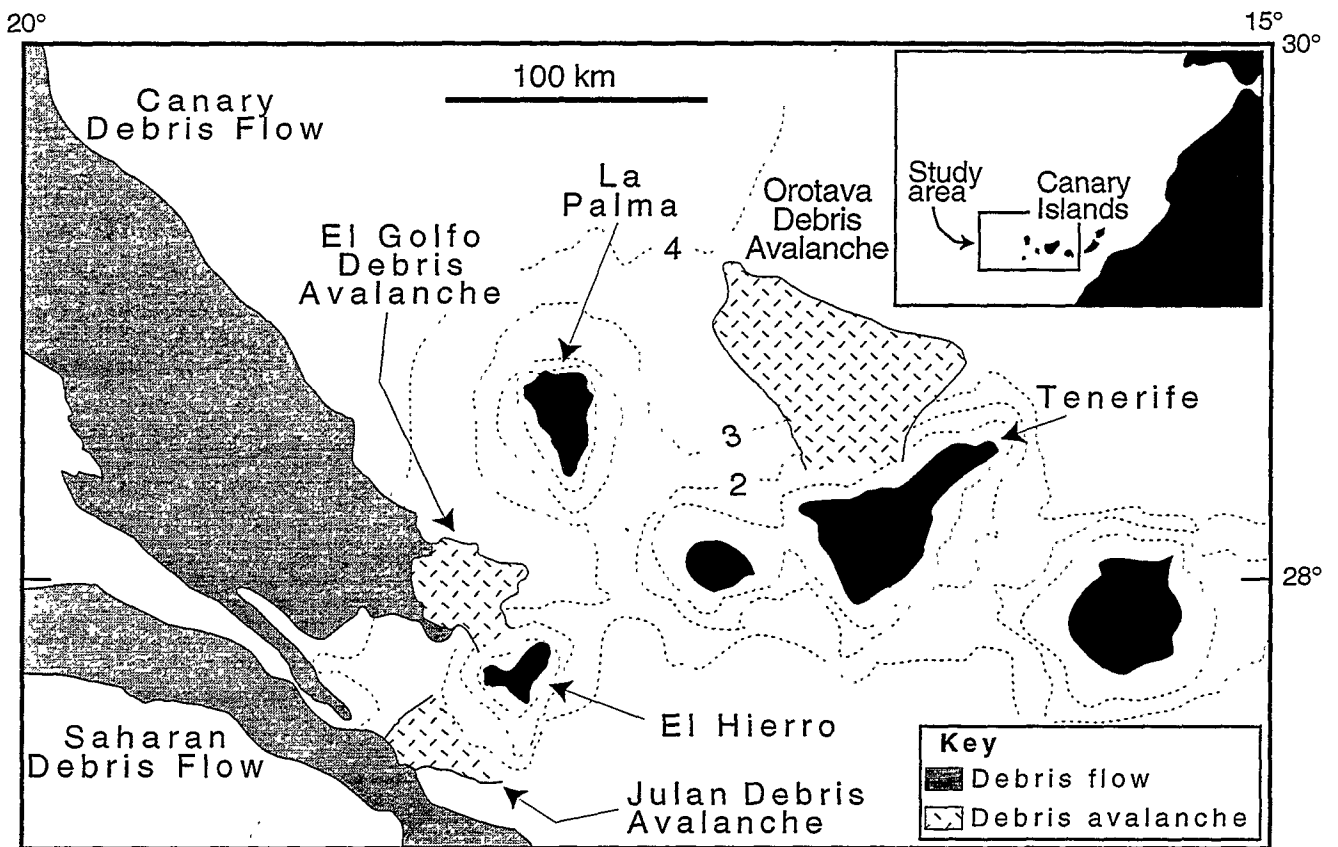 20°
15°
30°
100 km
Canary
Debris Flow
La
Palma
Orotava
Debris
Avalanche
Study
area
Canary
Islands
El Golfo
Debris
Avalanche
4
3
2
Tenerife
28°
El Hierro
Saharan
Debris Flow
Julan Debris
Avalanche
Key
Debris flow
Debris avalanche